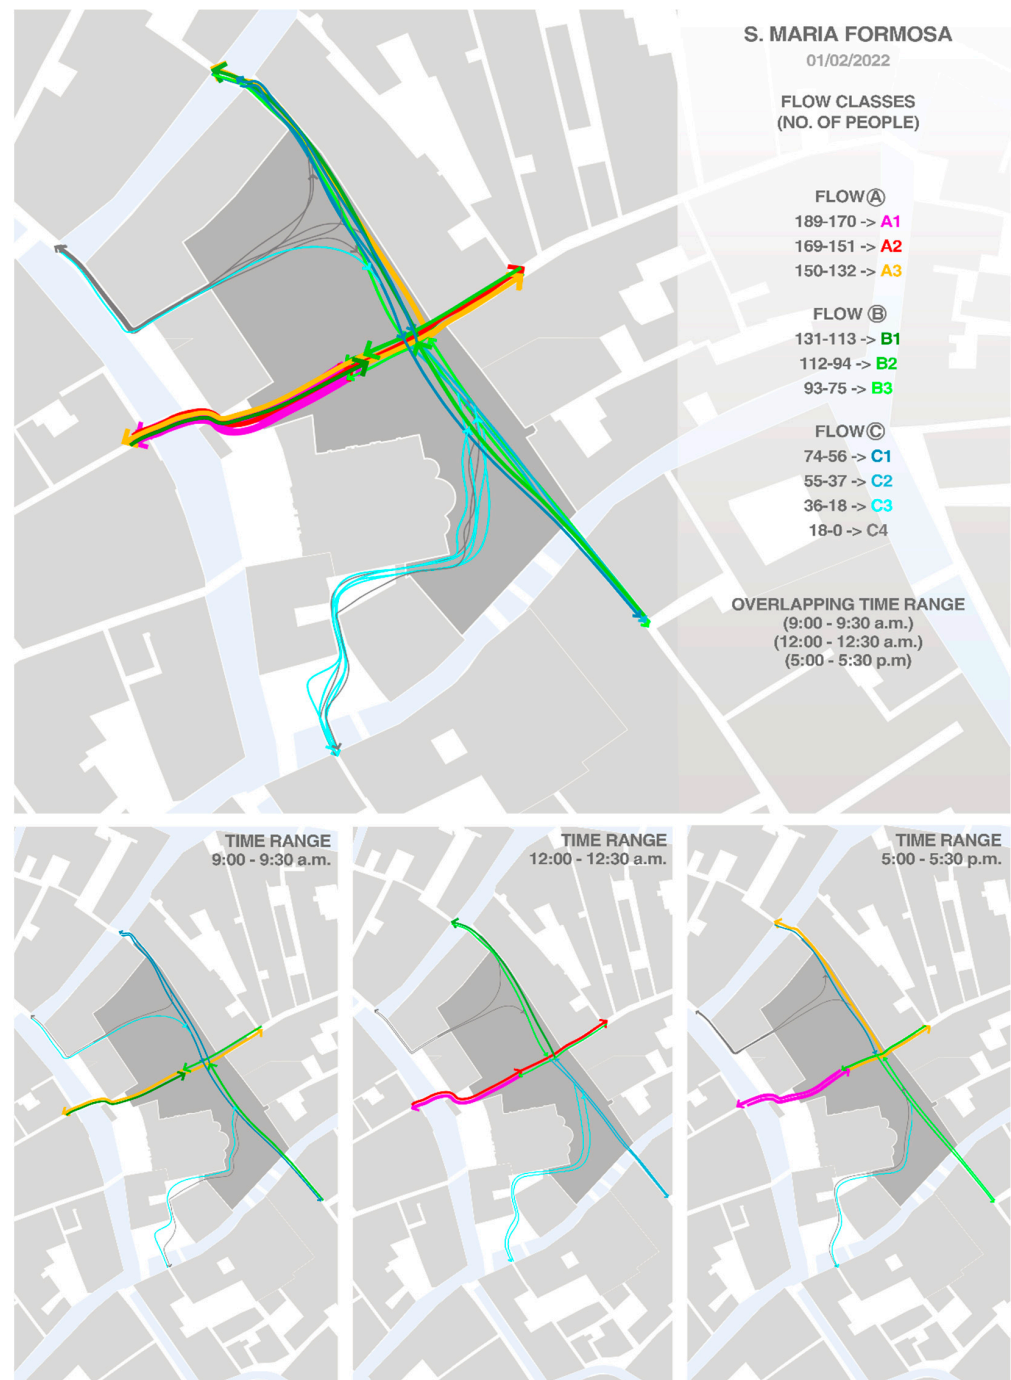 S. MARIA FORMOSA
01/02/2022
FLOW CLASSES
(NO. OF PEOPLE)
FLOW Ⓐ
189-170 -> A1
169-151 -> A2
150-132 -> A3
FLOW Ⓑ
131-113 -> B1
112-94 -> B2
93-75 -> B3
FLOW Ⓒ
74-56 -> C1
55-37 -> C2
36-18 -> C3
18-0 -> C4
OVERLAPPING TIME RANGE
(9:00 - 9:30 a.m.)
(12:00 - 12:30 a.m.)
(5:00 - 5:30 p.m)
TIME RANGE
9:00 - 9:30 a.m.
TIME RANGE
12:00 - 12:30 a.m.
TIME RANGE
5:00 - 5:30 p.m.